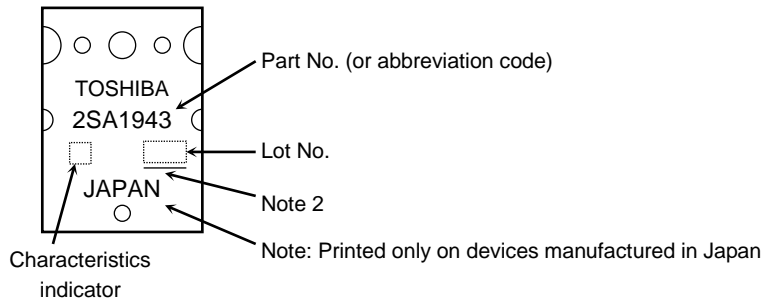 Part No. (or abbreviation code)
TOSHIBA
2SA1943
Lot No.
JAPAN
Note 2
Note: Printed only on devices manufactured in Japan
Characteristics
indicator